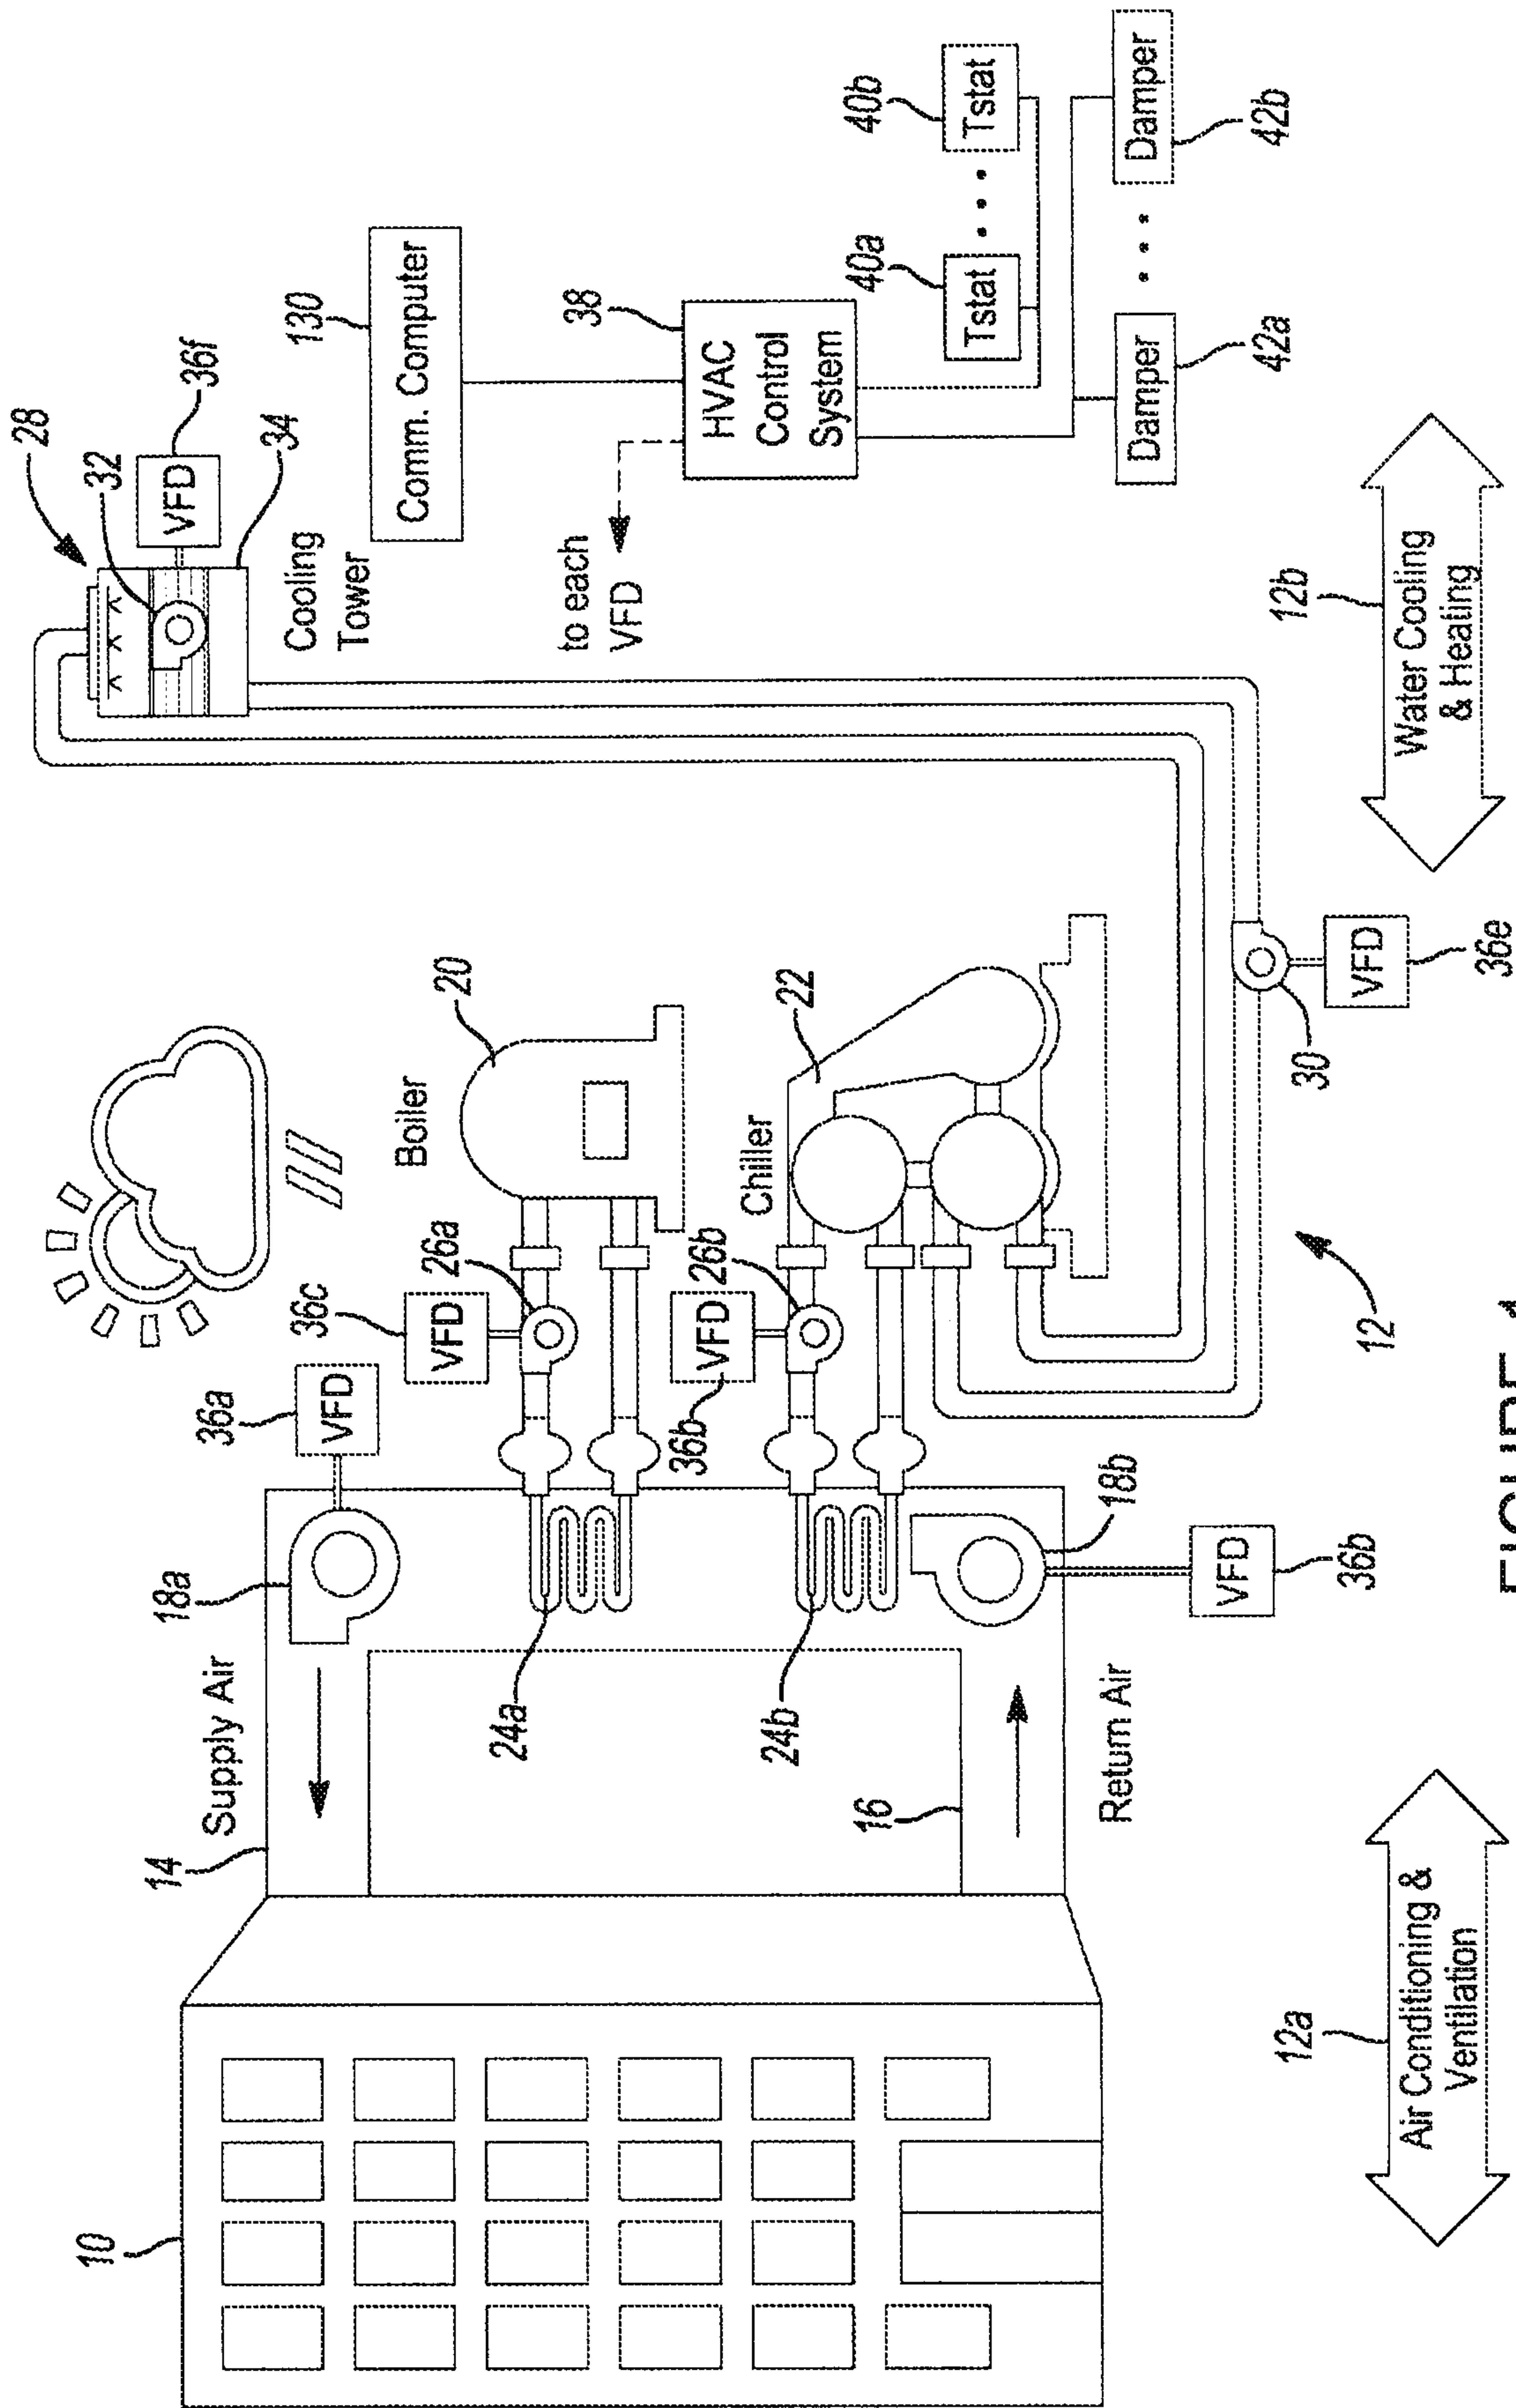 28
36f
VFD
32
34
Cooling
Tower
130
Comm. Computer
to each
VFD
38
HVAC
Control
System
40a
Tstat
40b
Tstat
Damper
42a
Damper
42b
10
14
Supply Air
18a
36a
VFD
36c
VFD
26a
Boiler
20
24a
36b
VFD
26b
Chiller
22
24b
16
Return Air
18b
VFD
36b
12
30
VFD
36e
12a
Air Conditioning &
Ventilation
12b
Water Cooling
& Heating
FIGURE 1